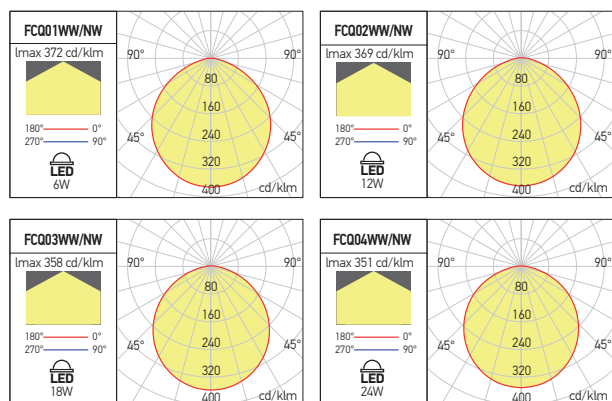 FCQ01WW/NW
Imax 372 cd/klm
180° 0°
270° 90°
LED
6W
90° 90°
80
160
45° 45°
240
320
400 cd/klm
FCQ02WW/NW
Imax 369 cd/klm
180° 0°
270° 90°
LED
12W
90° 90°
80
160
45° 45°
240
320
400 cd/klm
FCQ03WW/NW
Imax 358 cd/klm
180° 0°
270° 90°
LED
18W
90° 90°
80
160
45° 45°
240
320
400 cd/klm
FCQ04WW/NW
Imax 351 cd/klm
180° 0°
270° 90°
LED
24W
90° 90°
80
160
45° 45°
240
320
400 cd/klm